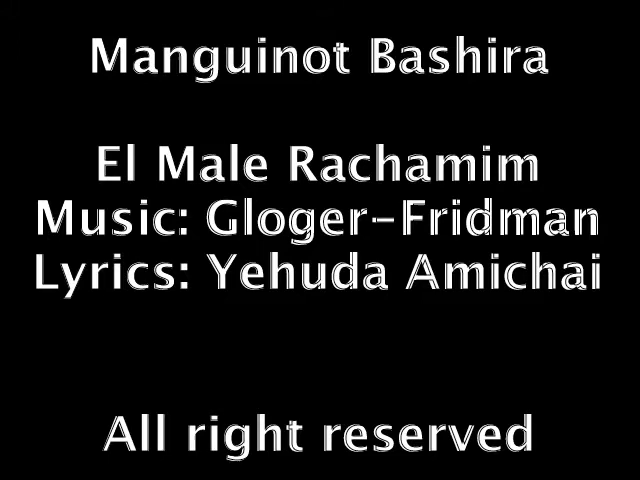 Manguinot Bashira
El Male Rachamim
Music: Gloger-Fridman
Lyrics: Yehuda Amichai
All right reserved